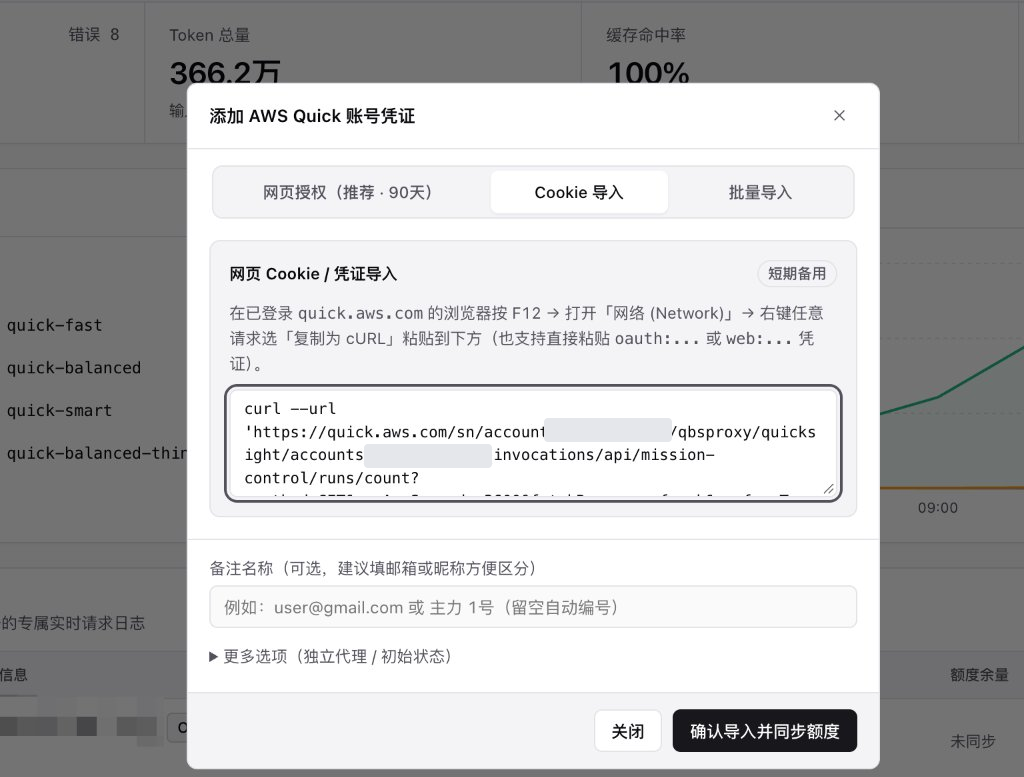 错误 8
Token 总量
缓存命中率
366.2万
100%
添加 AWS Quick 账号凭证
网页授权（推荐 · 90天）
Cookie 导入
批量导入
网页 Cookie / 凭证导入
短期备用
在已登录 quick.aws.com 的浏览器按 F12 → 打开「网络 (Network)」→ 右键任意
请求选「复制为 cURL」粘贴到下方（也支持直接粘贴 oauth:... 或 web:... 凭
证）。
curl --url
'https://quick.aws.com/sn/account /qbsproxy/quicks
ight/accounts invocations/api/mission-
control/runs/count?
quick-fast
quick-balanced
quick-smart
quick-balanced-thin
09:00
备注名称（可选，建议填邮箱或昵称方便区分）
例如：user@gmail.com 或 主力 1号（留空自动编号）
的专属实时请求日志
▶ 更多选项（独立代理 / 初始状态）
信息
额度余量
关闭
确认导入并同步额度
未同步